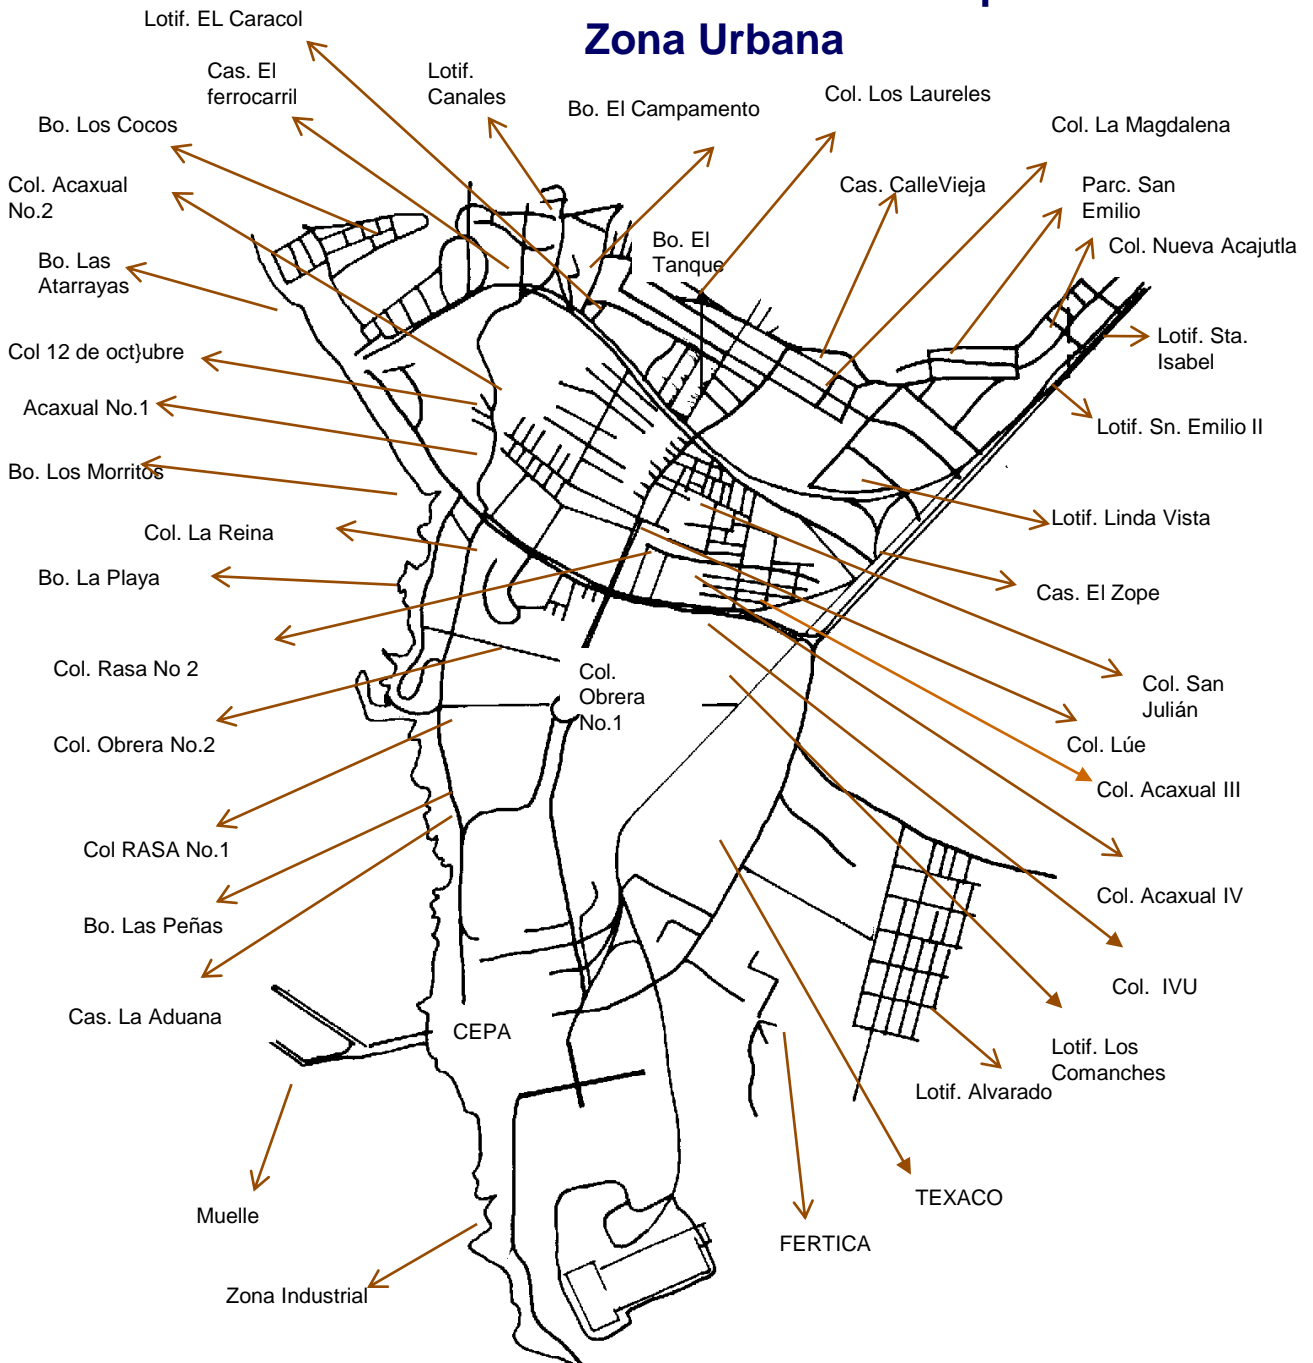 Zona Urbana
Lotif. EL Caracol
Cas. El
ferrocarril
Lotif.
Canales
Bo. El Campamento
Col. Los Laureles
Col. La Magdalena
Bo. Los Cocos
Col. Acaxual
No.2
Cas. CalleVieja
Parc. San
Emilio
Bo. El
Tanque
Col. Nueva Acajutla
Bo. Las
Atarrayas
Lotif. Sta.
Isabel
Col 12 de oct}ubre
Acaxual No.1
Lotif. Sn. Emilio II
Bo. Los Morritos
Lotif. Linda Vista
Col. La Reina
Bo. La Playa
Cas. El Zope
Col. Rasa No 2
Col.
Obrera
No.1
Col. San
Julián
Col. Obrera No.2
Col. Lúe
Col. Acaxual III
Col RASA No.1
Col. Acaxual IV
Bo. Las Peñas
Col.  IVU
Cas. La Aduana
CEPA
Lotif. Los
Comanches
Lotif. Alvarado
Muelle
TEXACO
FERTICA
Zona Industrial